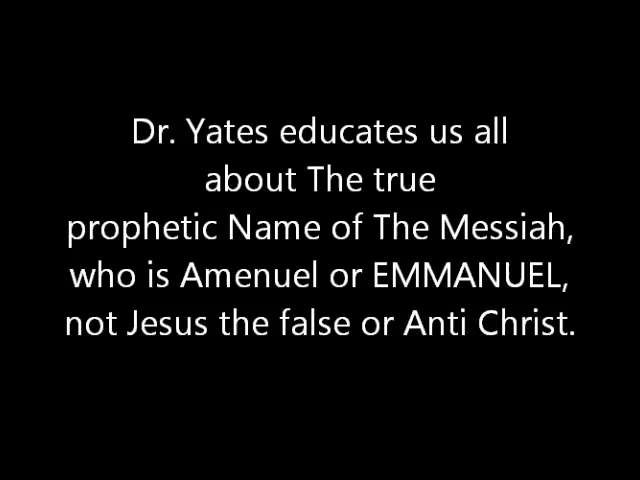 Dr. Yates educates us all
about The true
prophetic Name of The Messiah,
who is Amenuel or EMMANUEL,
not Jesus the false or Anti Christ.